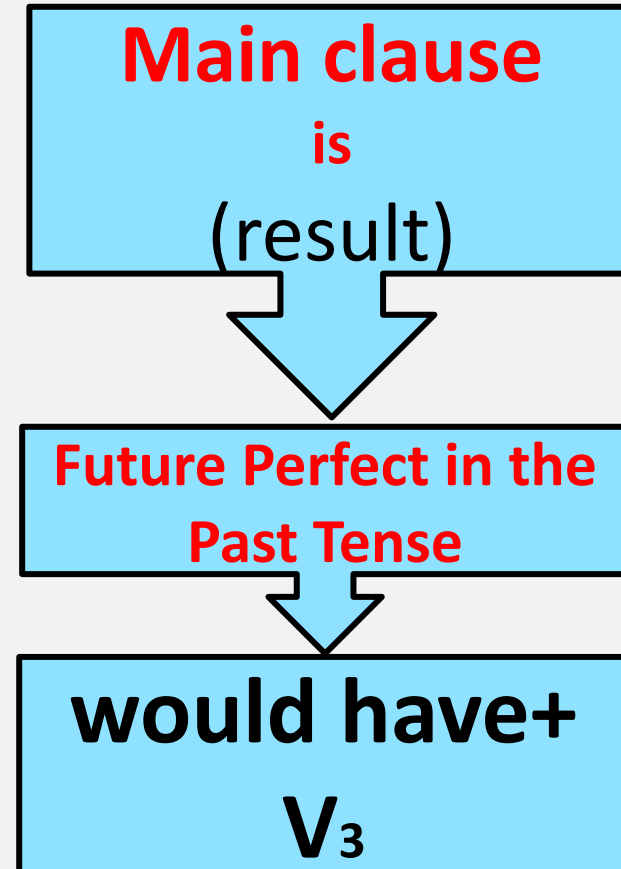 Main clause
is
(result)
Future Perfect in the
Past Tense
would have+
V₃